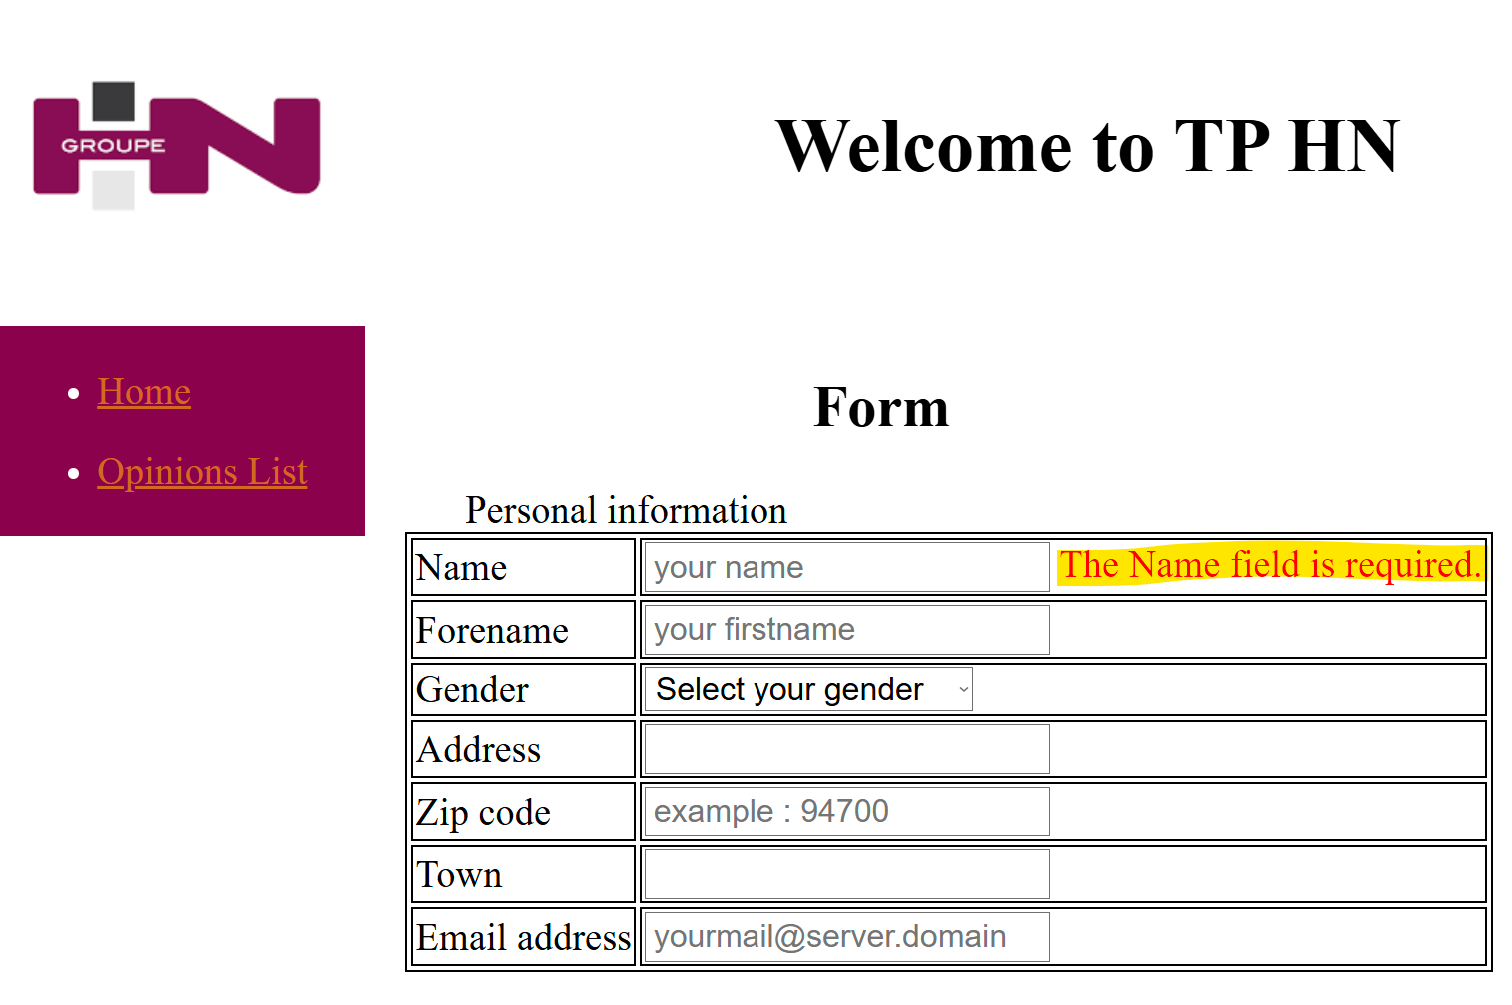 GROUPE
HN
Welcome to TP HN
Home
Opinions List
Form
Personal information
Name your name The Name field is required.
Forename your firstname
Gender Select your gender
Address
Zip code example : 94700
Town
Email address yourmail@server.domain